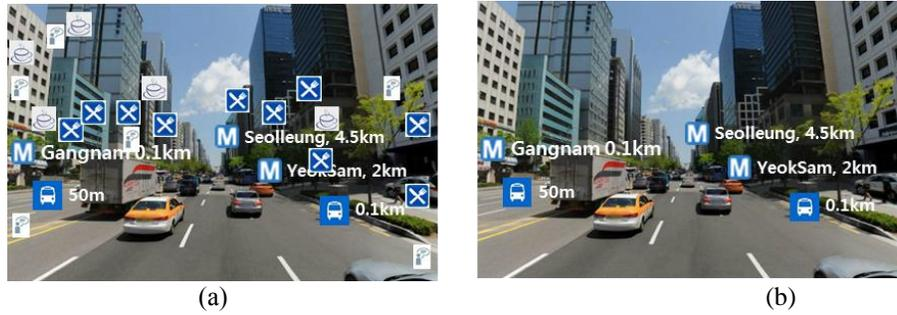 M Seolleung, 4.5km
M Gangnam 0.1km
M YeokSam, 2km
50m
0.1km
(a)
M Seolleung, 4.5km
M Gangnam 0.1km
M YeokSam, 2km
50m
0.1km
(b)